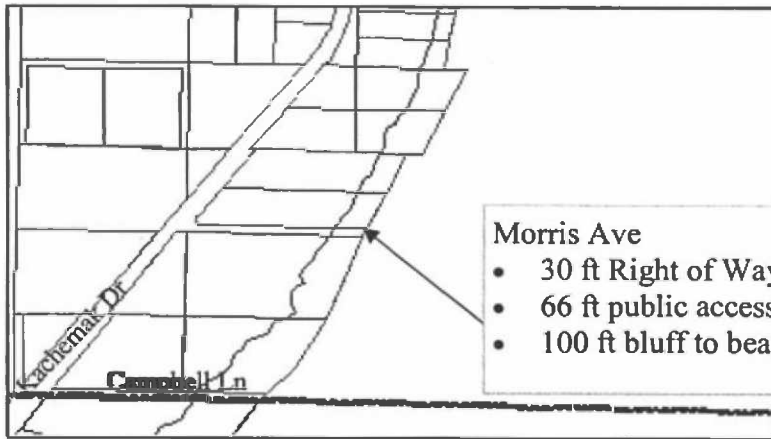 Morris Ave
• 30 ft Right of Way
• 66 ft public access
• 100 ft bluff to bea
Kachemak Dr
Campbell Ln